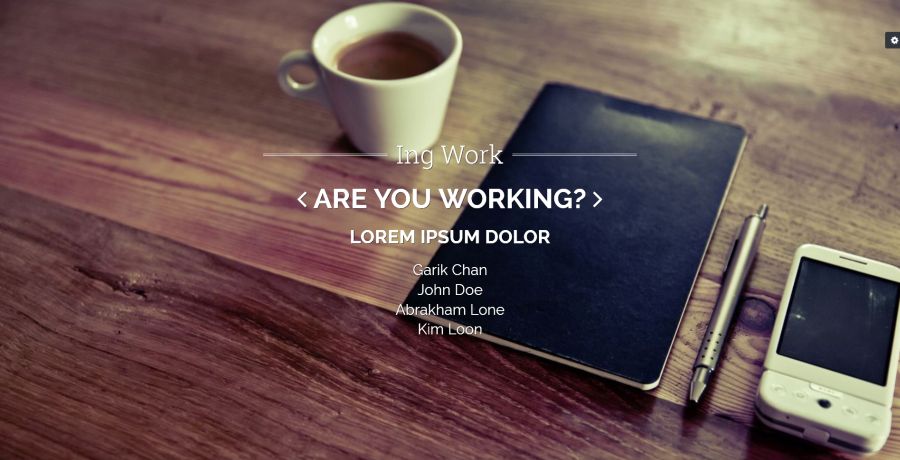 Ing Work
< ARE YOU WORKING? >
LOREM IPSUM DOLOR
Garik Chan
John Doe
Abrakham Lone
Kim Loon